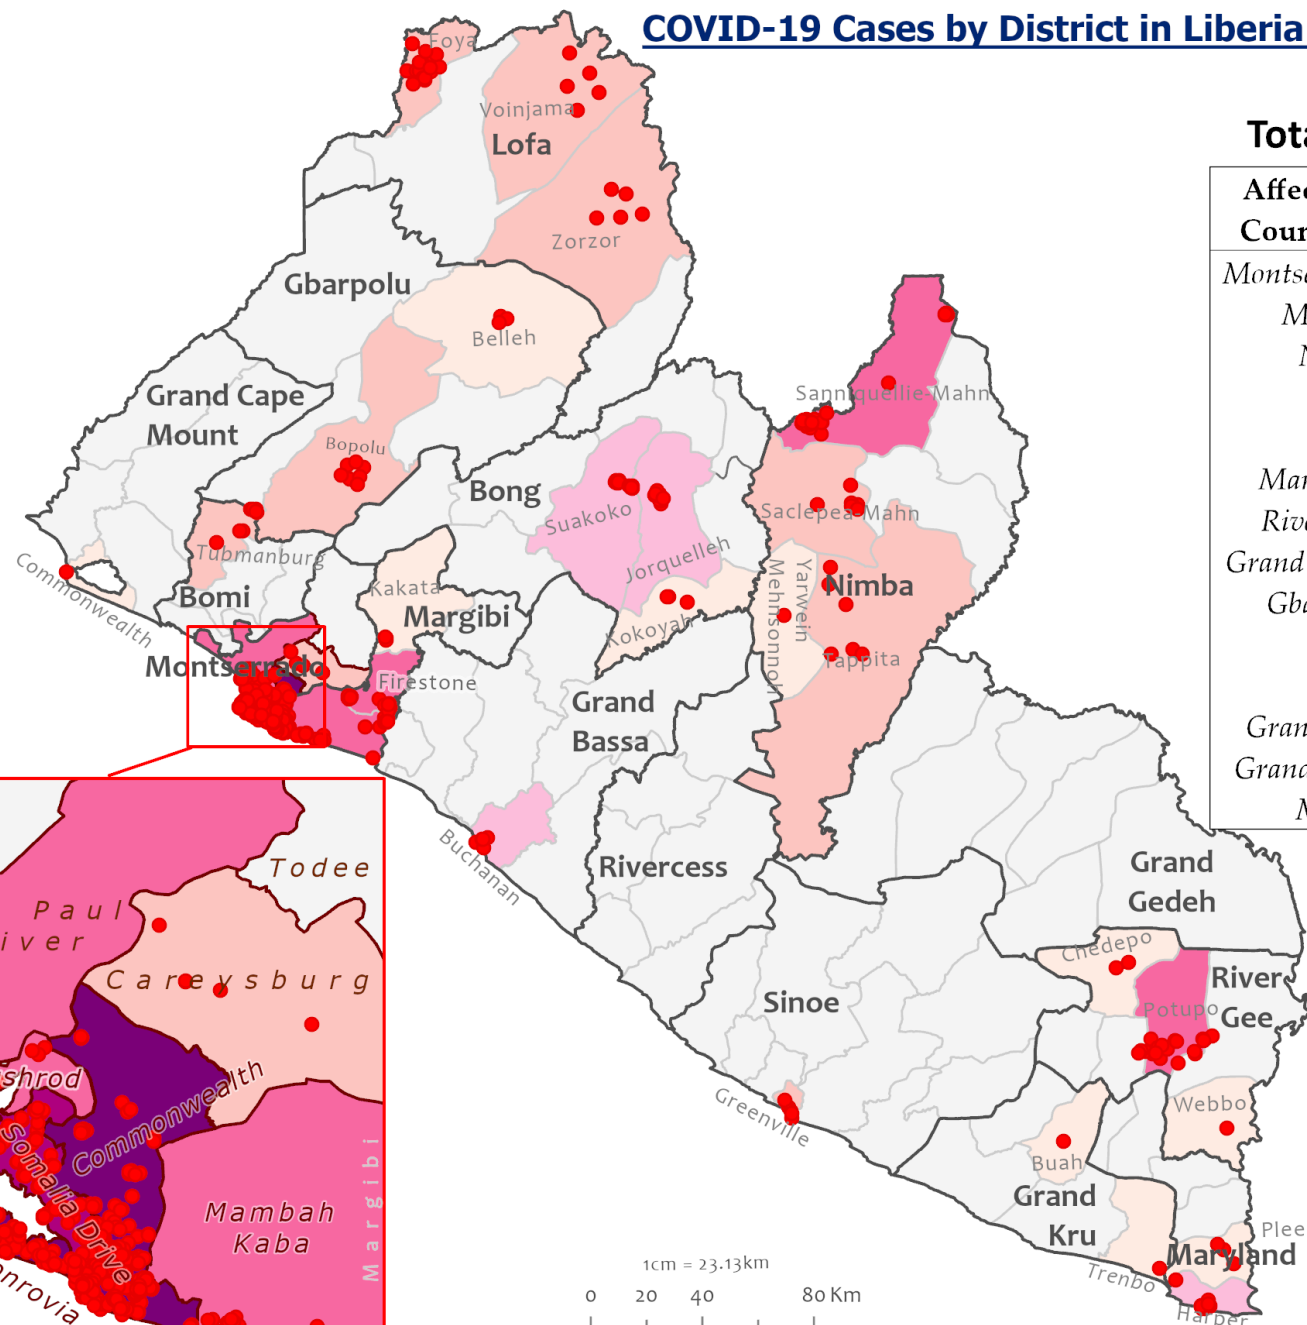 COVID-19 Cases by District in Liberia
Foya
Voinjama
Lofa
Zorzor
Gbarpolu
Belleh
Grand Cape
Mount
Bopolu
Sanniquellie-Mahn
Bong
Suakoko
Jorquelleh
Saclepea-Mahn
Tubmanburg
Commonwealth
Bomi
Kakata
Margibi
Kokoyah
Yarwein
Mehnsonnoh
Nimba
Tappita
Montserrado
Firestone
Grand
Bassa
Buchanan
Rivercess
Grand
Gedeh
Sinoe
Chedepo
River
Gee
Potupo
Greenville
Webbo
Buah
Grand
Kru
Trenbo
Maryland
Plee
Harper
Todee
Paul
iver
Careysburg
shrod
Commonwealth
Somalia Drive
Mambah
Kaba
Margibi
nrovia
1cm = 23.13km
0 20 40 80 Km
Tota
Affec
Coun
Montse
M
N
Mar
Rive
Grand
Gba
Gran
Grand
M